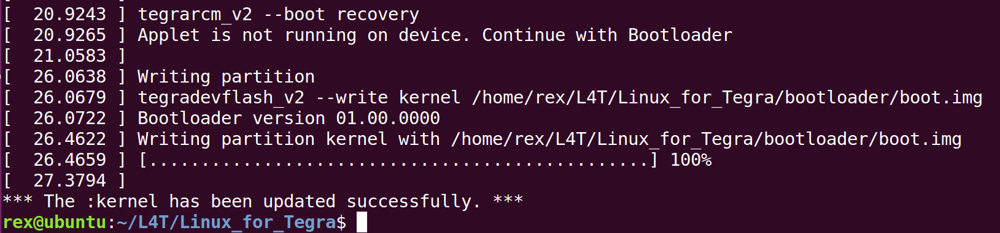 [  20.9243 ] tegrarcm_v2 --boot recovery
[  20.9265 ] Applet is not running on device. Continue with Bootloader
[  21.0583 ]
[  26.0638 ] Writing partition
[  26.0679 ] tegradevflash_v2 --write kernel /home/rex/L4T/Linux_for_Tegra/bootloader/boot.img
[  26.0722 ] Bootloader version 01.00.0000
[  26.4622 ] Writing partition kernel with /home/rex/L4T/Linux_for_Tegra/bootloader/boot.img
[  26.4659 ] [................................................] 100%
[  27.3794 ]
*** The :kernel has been updated successfully. ***
rex@ubuntu:~/L4T/Linux_for_Tegra$